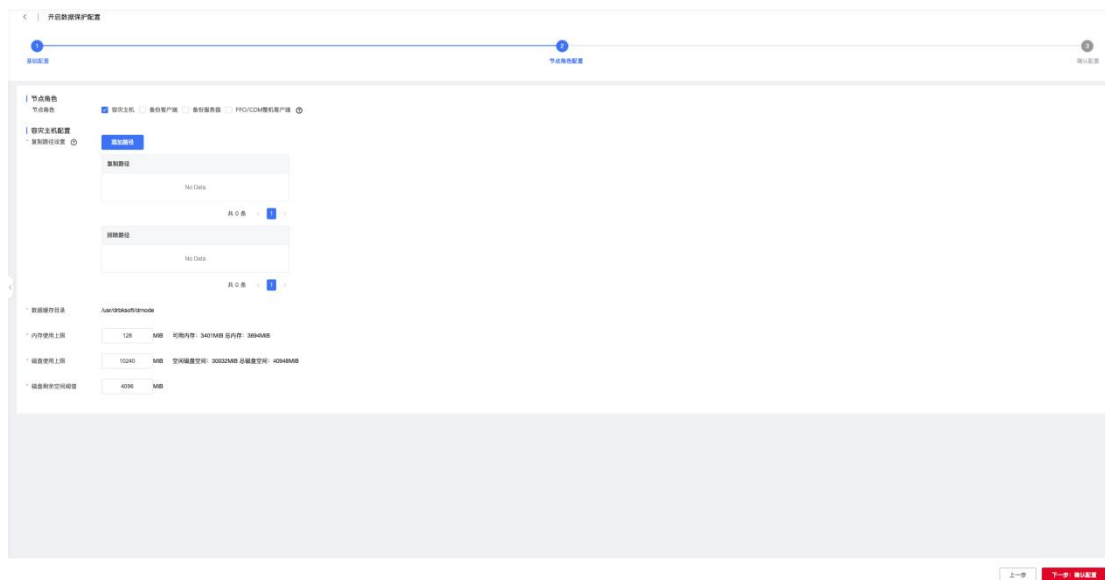 开启数据保护配置
1
2
3
基础配置
节点角色配置
确认配置
节点角色
节点角色 容灾主机 备份客户端 备份服务器 FFO/COM整机客户端
容灾主机配置
* 复制路径设置 添加路径
复制路径
No Data
共 0 条 < 1 >
排除路径
No Data
共 0 条 < 1 >
* 数据缓存目录 /usr/drbksoft/drnode
* 内存使用上限 128 MiB 可用内存：3401MiB 总内存：3694MiB
* 磁盘使用上限 10240 MiB 空闲磁盘空间：30032MiB 总磁盘空间：40948MiB
* 磁盘剩余空间阈值 4096 MiB
上一步 下一步：确认配置